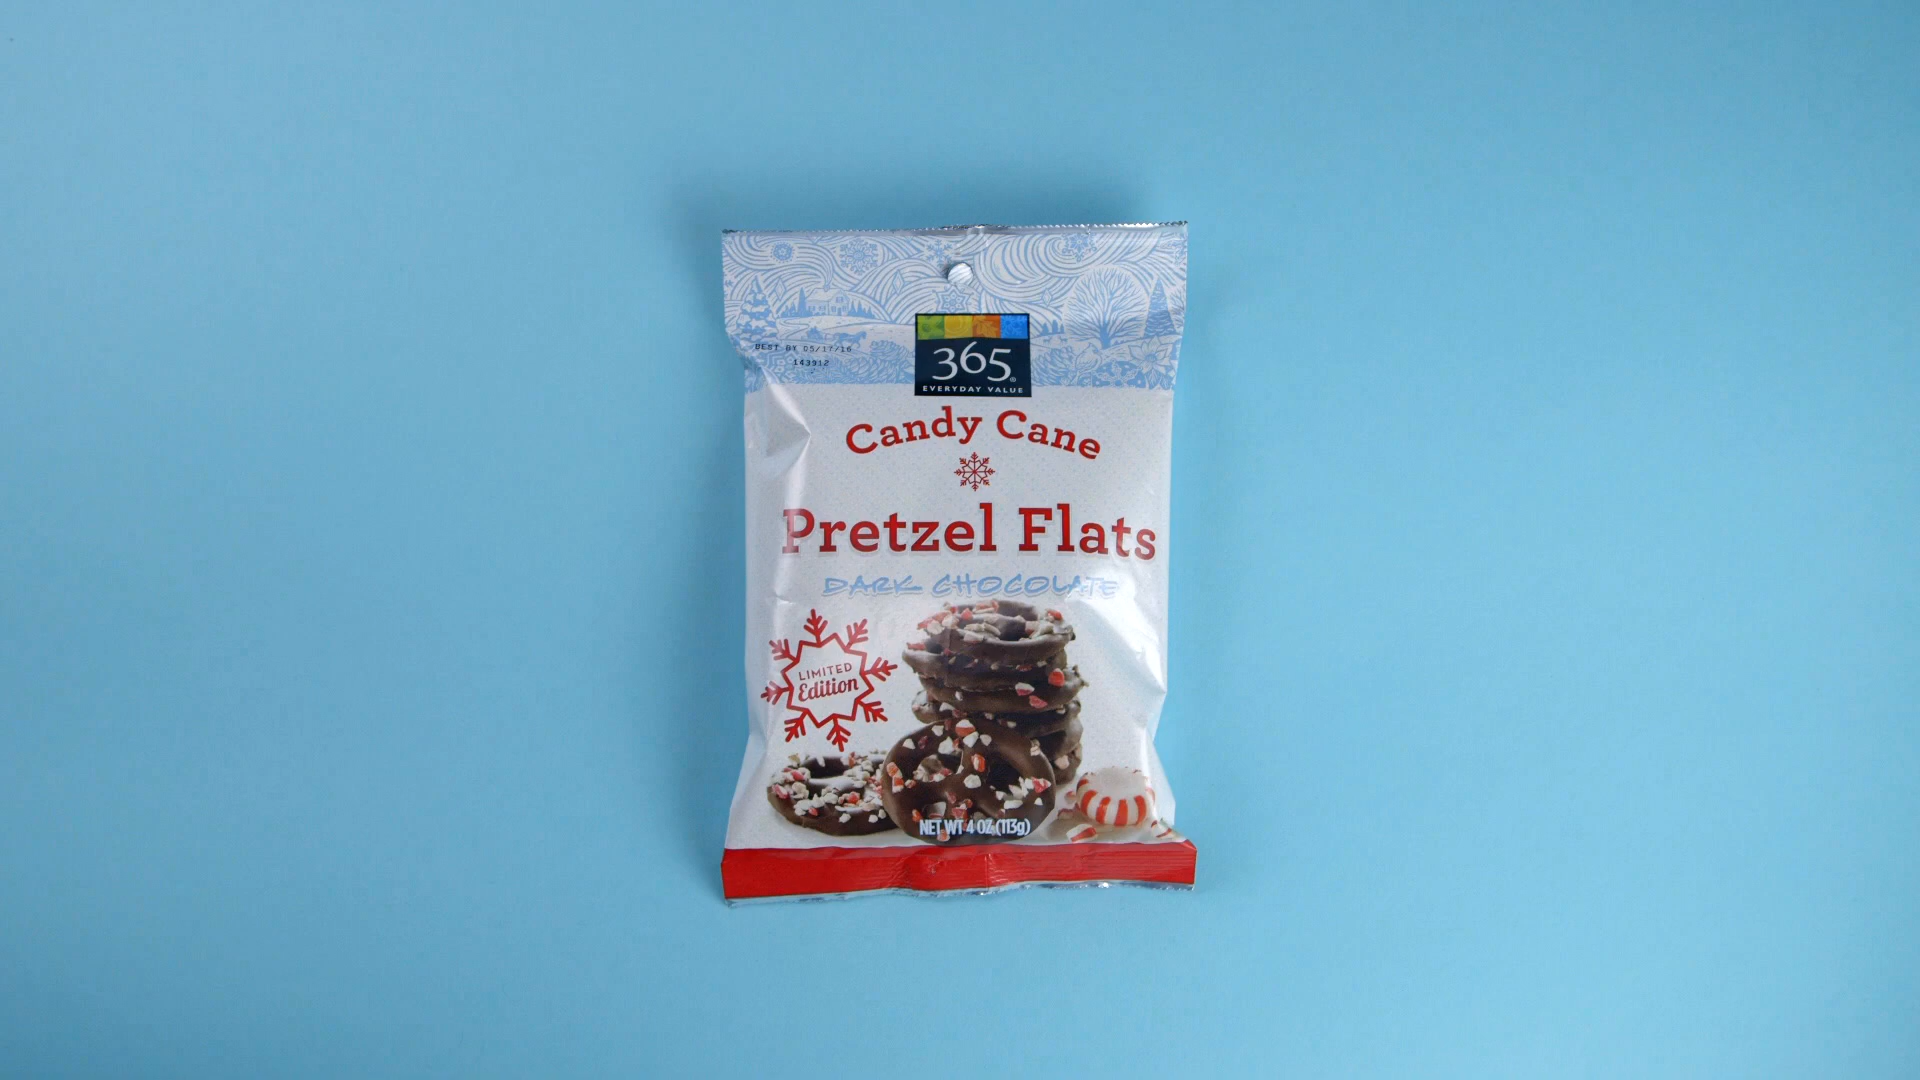 BEST BY 05/17/16
143912
365
EVERYDAY VALUE
Candy Cane
Pretzel Flats
DARK CHOCOLATE
LIMITED
Edition
NET WT 4 OZ (113g)